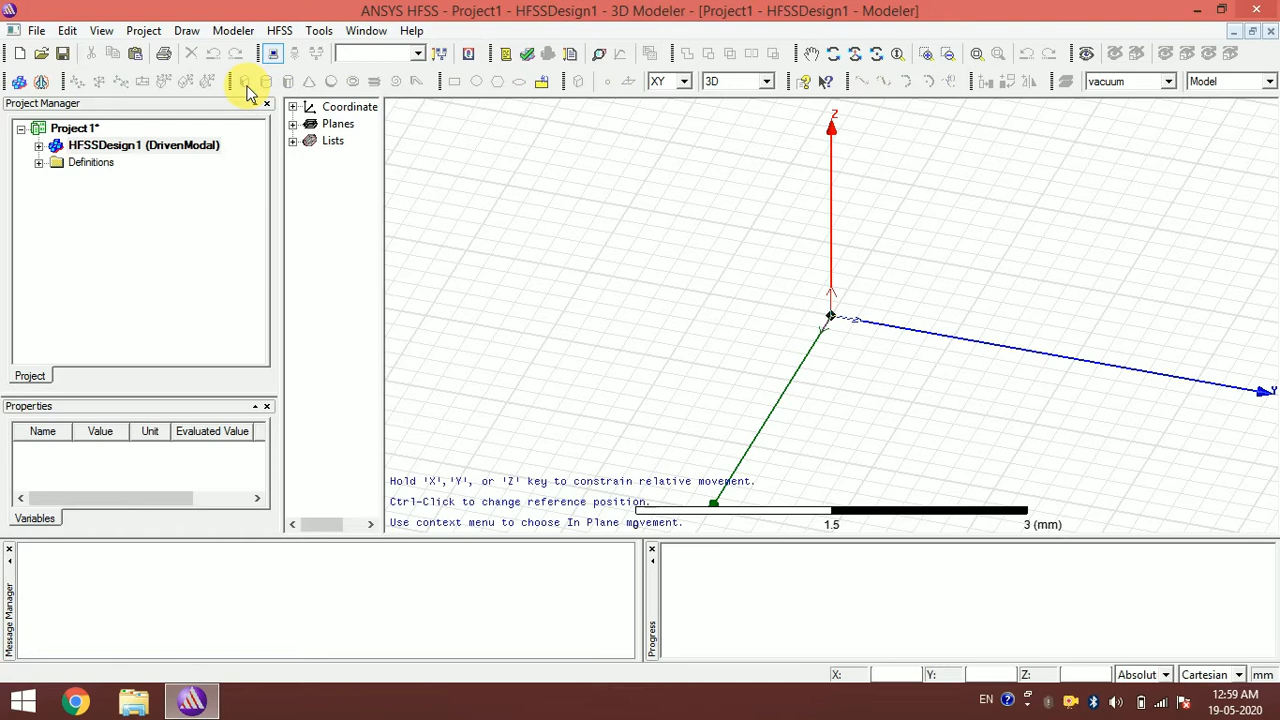 ANSYS HFSS - Project1 - HFSSDesign1 - 3D Modeler - [Project1 - HFSSDesign1 - Modeler]
File Edit View Project Draw Modeler HFSS Tools Window Help
XY 3D vacuum Model
Project Manager
Project1*
HFSSDesign1 (DrivenModal)
Definitions
Project
Coordinate
Planes
Lists
Properties
Name Value Unit Evaluated Value
Variables
Z
Y
Hold 'X','Y', or 'Z' key to constrain relative movement.
Ctrl-Click to change reference position.
Use context menu to choose In Plane movement.
0 1.5 3 (mm)
Message Manager
Progress
X: Y: Z: Absolut Cartesian mm
EN 12:59 AM
19-05-2020